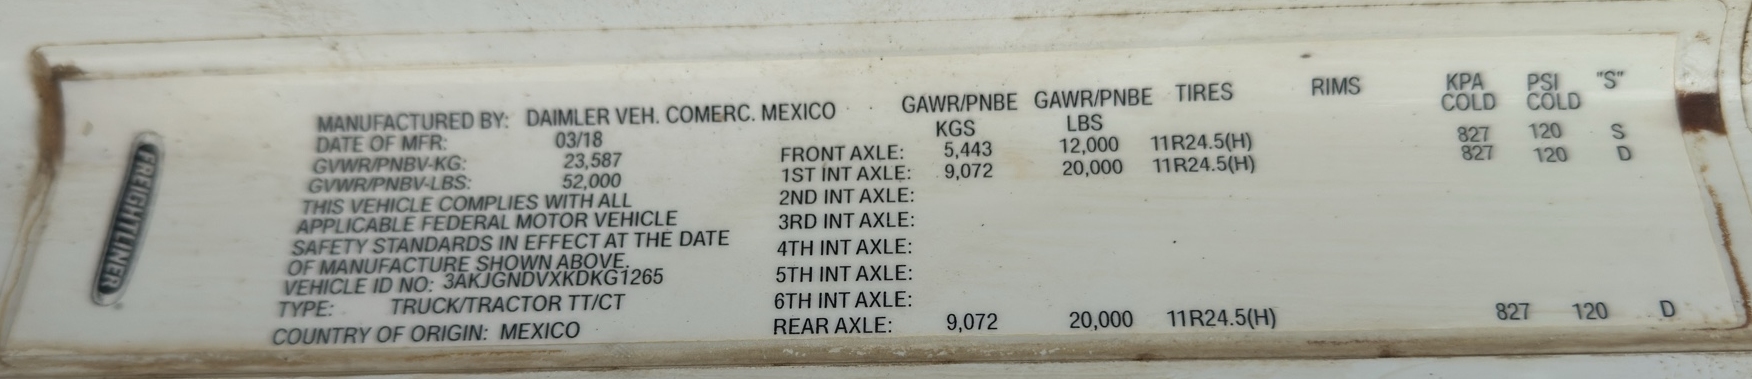 FREIGHTLINER
MANUFACTURED BY: DAIMLER VEH. COMERC. MEXICO
DATE OF MFR: 03/18
GVWR/PNBV-KG: 23,587
GVWR/PNBV-LBS: 52,000
THIS VEHICLE COMPLIES WITH ALL
APPLICABLE FEDERAL MOTOR VEHICLE
SAFETY STANDARDS IN EFFECT AT THE DATE
OF MANUFACTURE SHOWN ABOVE.
VEHICLE ID NO: 3AKJGNDVXKDKG1265
TYPE: TRUCK/TRACTOR TT/CT
COUNTRY OF ORIGIN: MEXICO
GAWR/PNBE GAWR/PNBE TIRES RIMS KPA PSI "S"
KGS LBS COLD COLD
FRONT AXLE: 5,443 12,000 11R24.5(H) 827 120 S
1ST INT AXLE: 9,072 20,000 11R24.5(H) 827 120 D
2ND INT AXLE:
3RD INT AXLE:
4TH INT AXLE:
5TH INT AXLE:
6TH INT AXLE:
REAR AXLE: 9,072 20,000 11R24.5(H) 827 120 D